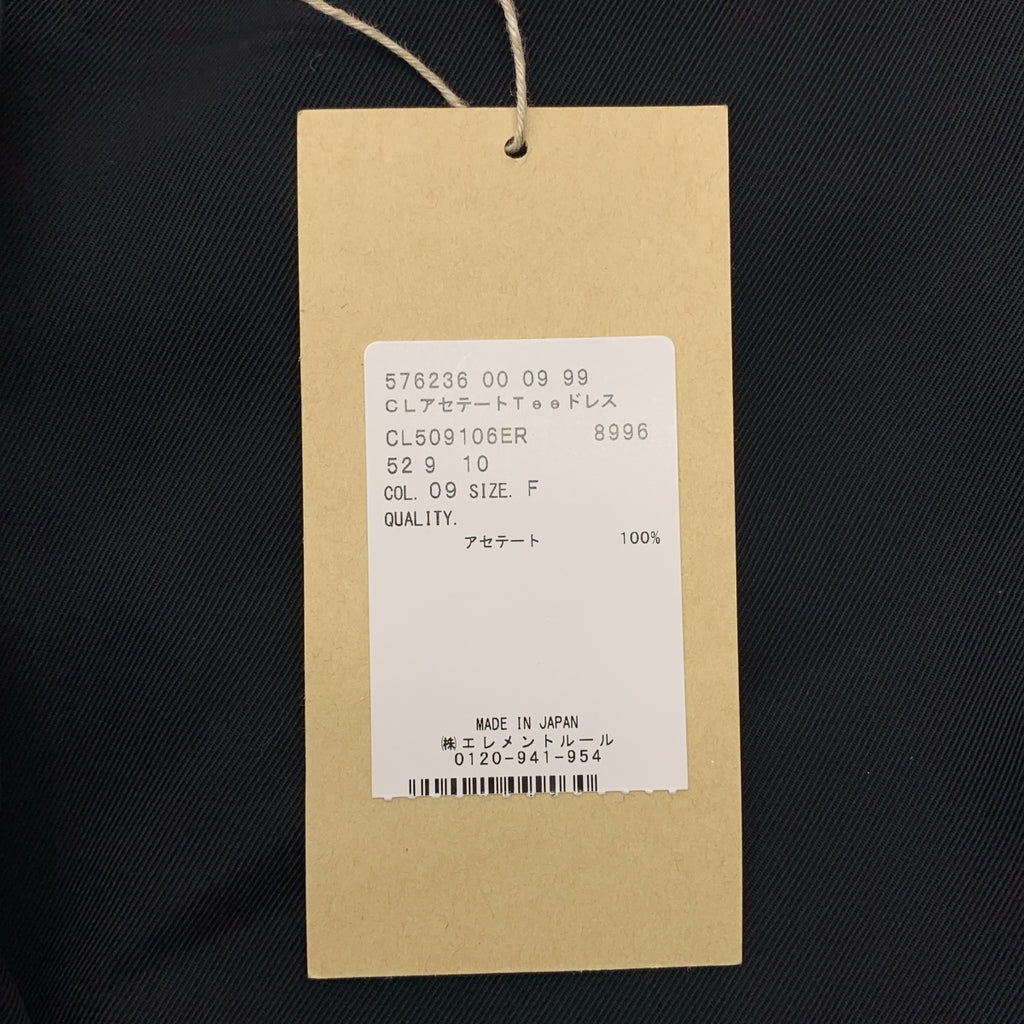 576236 00 09 99
CLアセテートTeeドレス
CL509106ER 8996
52 9 10
COL. 09 SIZE. F
QUALITY.
アセテート 100%
MADE IN JAPAN
㈱エレメントルール
0120-941-954